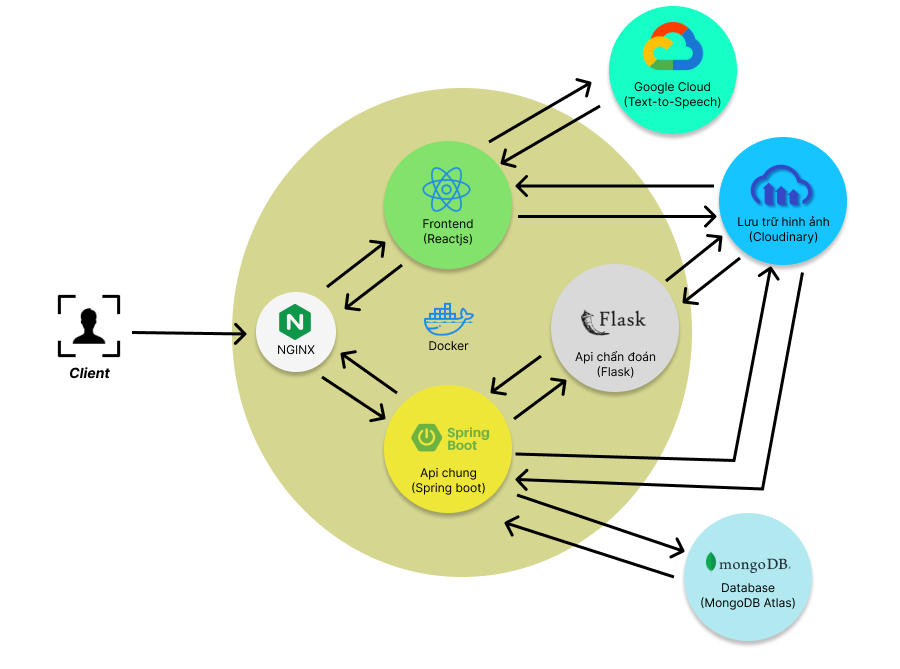 Google Cloud
(Text-to-Speech)
Frontend
(Reactjs)
Lưu trữ hình ảnh
(Cloudinary)
Client
N
NGINX
Docker
Flask
Api chẩn đoán
(Flask)
Spring
Boot
Api chung
(Spring boot)
mongoDB.
Database
(MongoDB Atlas)